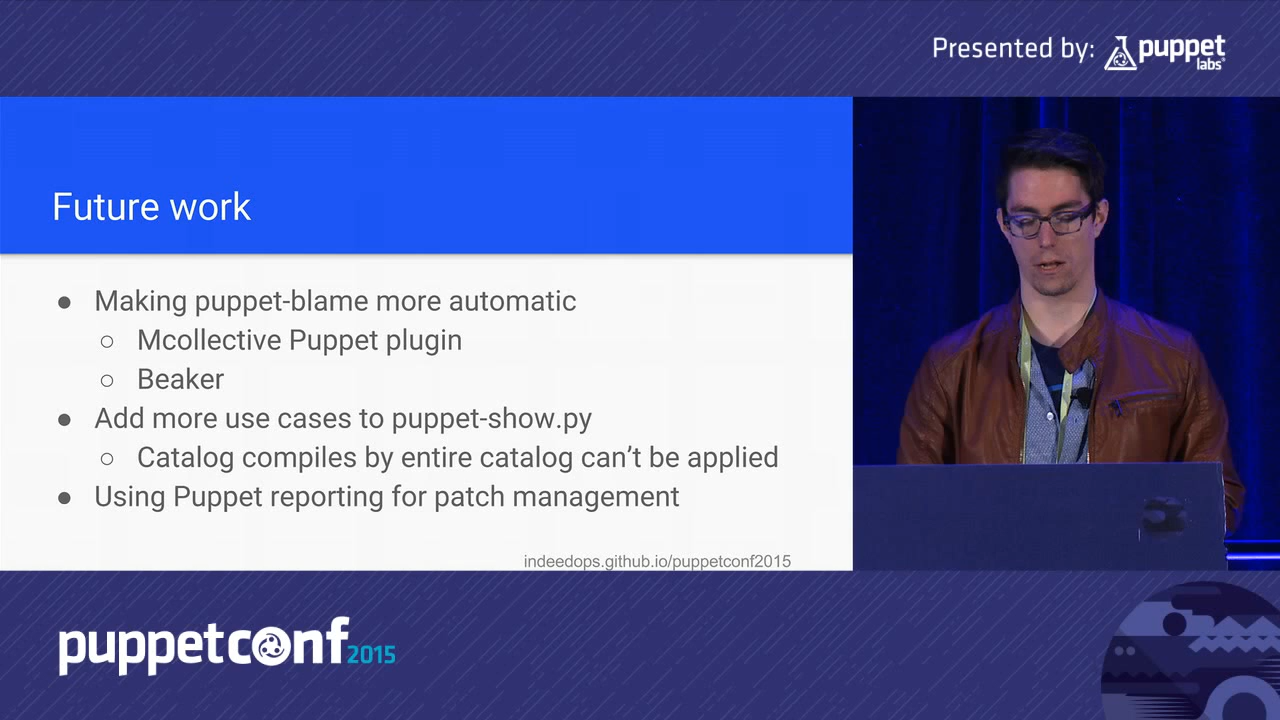 Presented by: puppet labs
Future work
● Making puppet-blame more automatic
○ Mcollective Puppet plugin
○ Beaker
● Add more use cases to puppet-show.py
○ Catalog compiles by entire catalog can’t be applied
● Using Puppet reporting for patch management
indeedops.github.io/puppetconf2015
puppetconf 2015